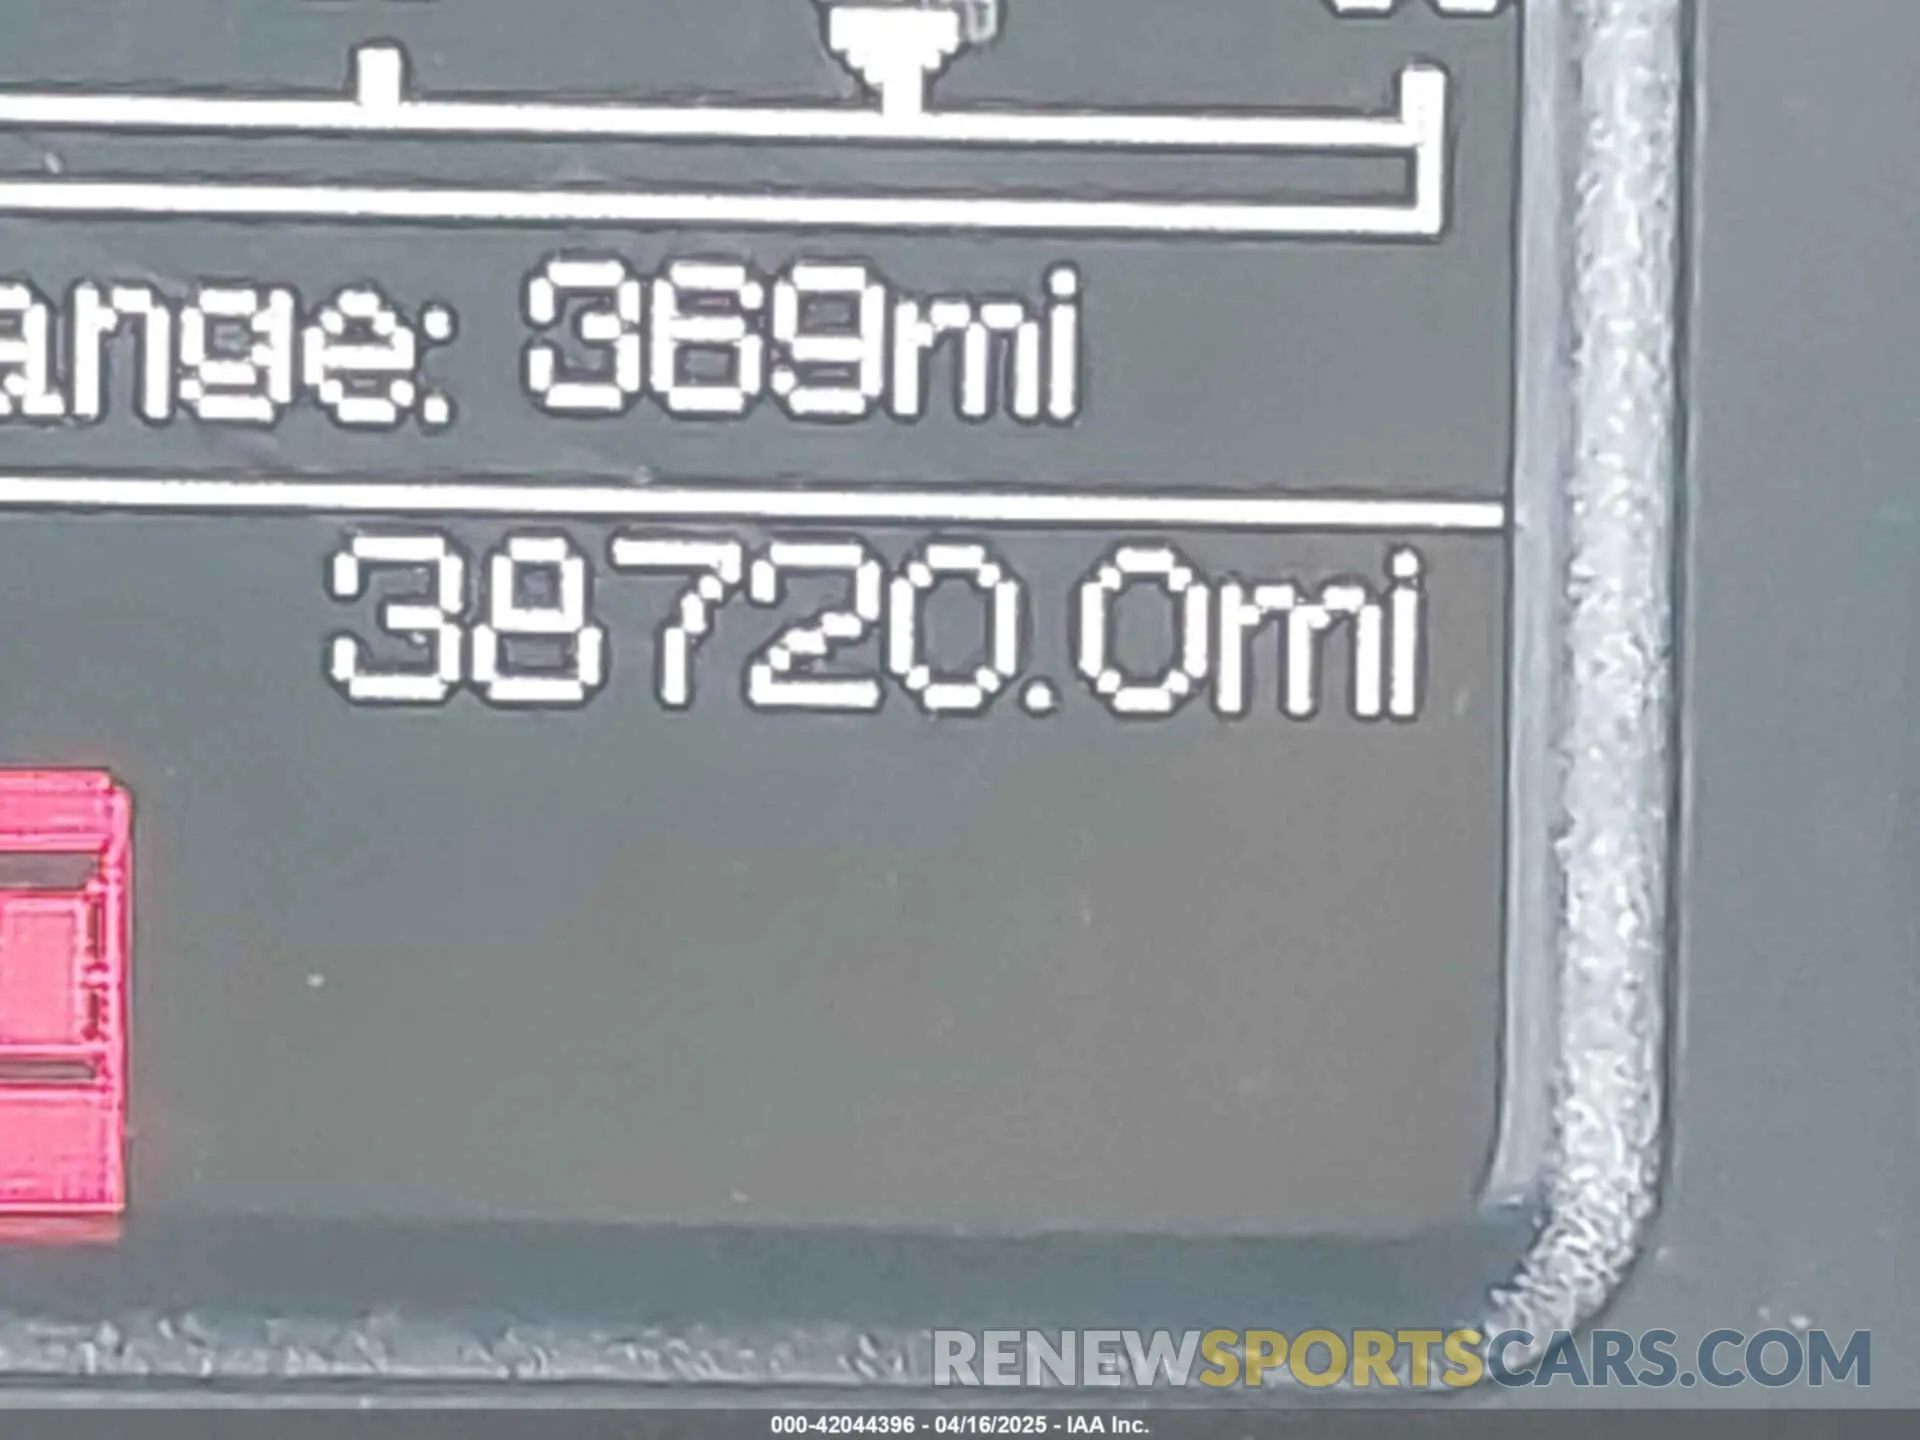 ange: 369mi
38720.0mi
RENEWSPORTSCARS.COM
000-42044396 - 04/16/2025 - IAA Inc.